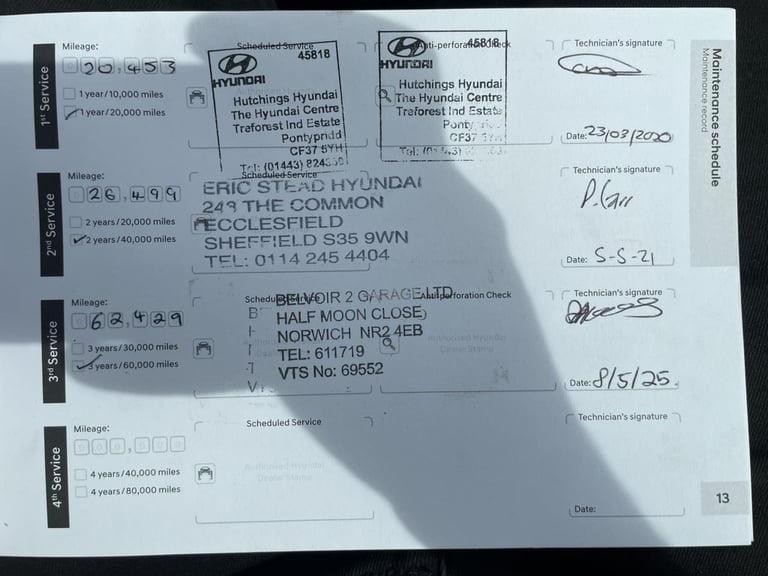 Maintenance schedule
Maintenance record
1st Service
Mileage:
20,453
1 year/10,000 miles
1 year/20,000 miles
Scheduled Service
45818
HYUNDAI
Hutchings Hyundai
The Hyundai Centre
Treforest Ind Estate
Pontypridd
CF37 5YH
Tel: (01443) 824
Anti-perforation Check
45818
HYUNDAI
Hutchings Hyundai
The Hyundai Centre
Treforest Ind Estate
CF37
Technician's signature
Date: 23/03/2020
2nd Service
Mileage:
26,499
2 years/20,000 miles
2 years/40,000 miles
Scheduled Service
ERIC STEAD HYUNDAI
249 THE COMMON
ECCLESFIELD
SHEFFIELD S35 9WN
TEL: 0114 245 4404
Technician's signature
Date: 5-5-21
3rd Service
Mileage:
62,429
3 years/30,000 miles
3 years/60,000 miles
Scheduled Service
Anti-perforation Check
BELVOIR 2 GARAGE LTD
HALF MOON CLOSE
NORWICH NR2 4EB
TEL: 611719
VTS No: 69552
Authorised Hyundai
Dealer Stamp
Technician's signature
Date: 8/5/25.
4th Service
Mileage:
4 years/40,000 miles
4 years/80,000 miles
Scheduled Service
Authorised Hyundai
Dealer Stamp
Technician's signature
Date:
13